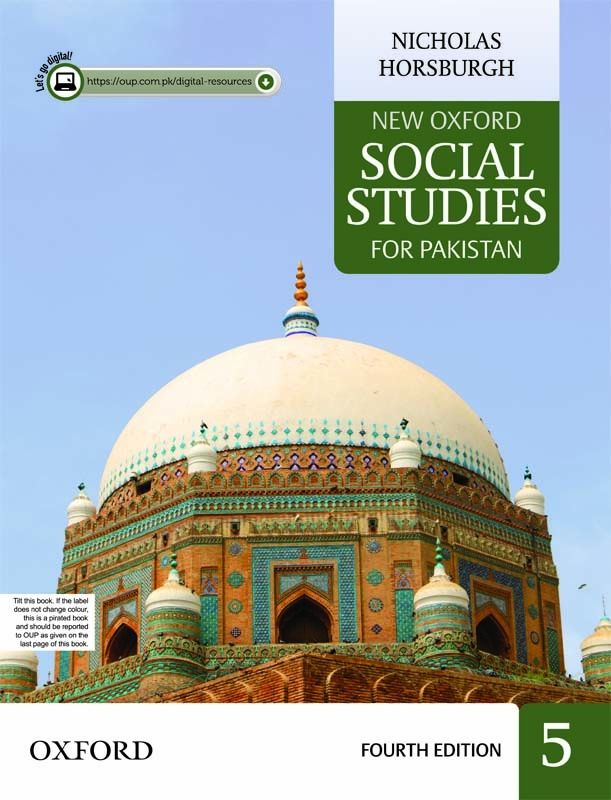 Let's go digital!
https://oup.com.pk/digital-resources
NICHOLAS
HORSBURGH
NEW OXFORD
SOCIAL
STUDIES
FOR PAKISTAN
Tilt this book. If the label
does not change colour,
this is a pirated book
and should be reported
to OUP as given on the
last page of this book.
OXFORD
FOURTH EDITION
5